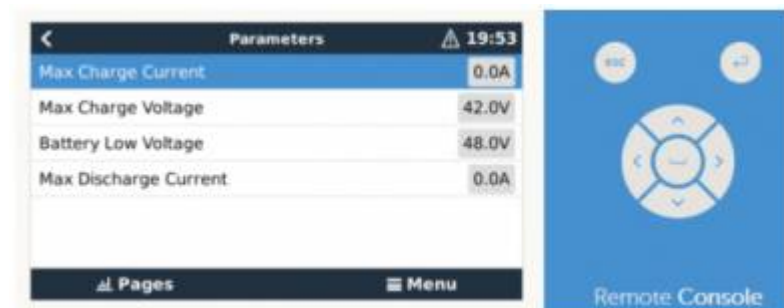 Parameters 19:53
Max Charge Current 0.0A
Max Charge Voltage 42.0V
Battery Low Voltage 48.0V
Max Discharge Current 0.0A
Pages Menu
esc
Remote Console